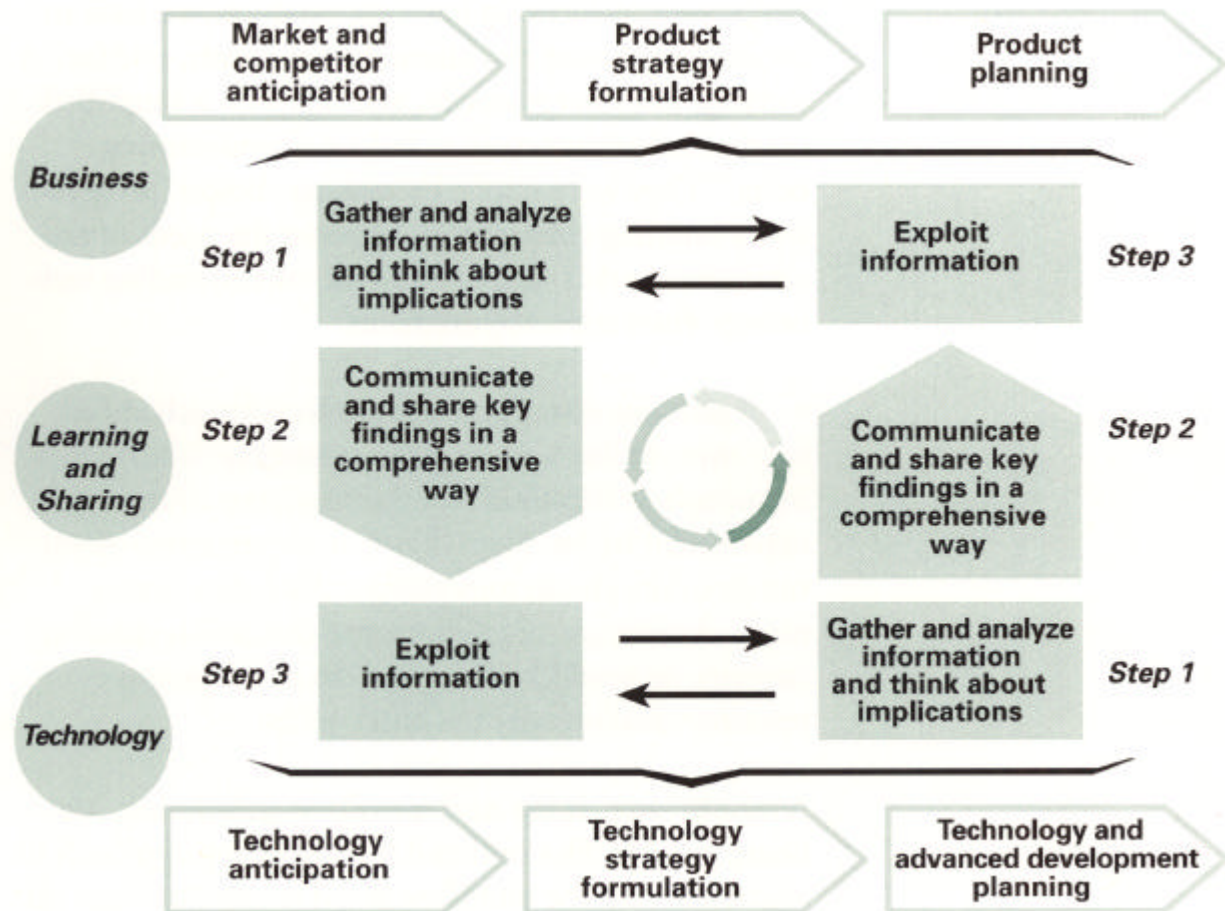 Market and
competitor
anticipation
Product
strategy
formulation
Product
planning
Business
Step 1
Gather and analyze
information
and think about
implications
Exploit
information
Step 3
Learning
and
Sharing
Step 2
Communicate
and share key
findings in a
comprehensive
way
Communicate
and share key
findings in a
comprehensive
way
Step 2
Technology
Step 3
Exploit
information
Gather and analyze
information
and think about
implications
Step 1
Technology
anticipation
Technology
strategy
formulation
Technology and
advanced development
planning